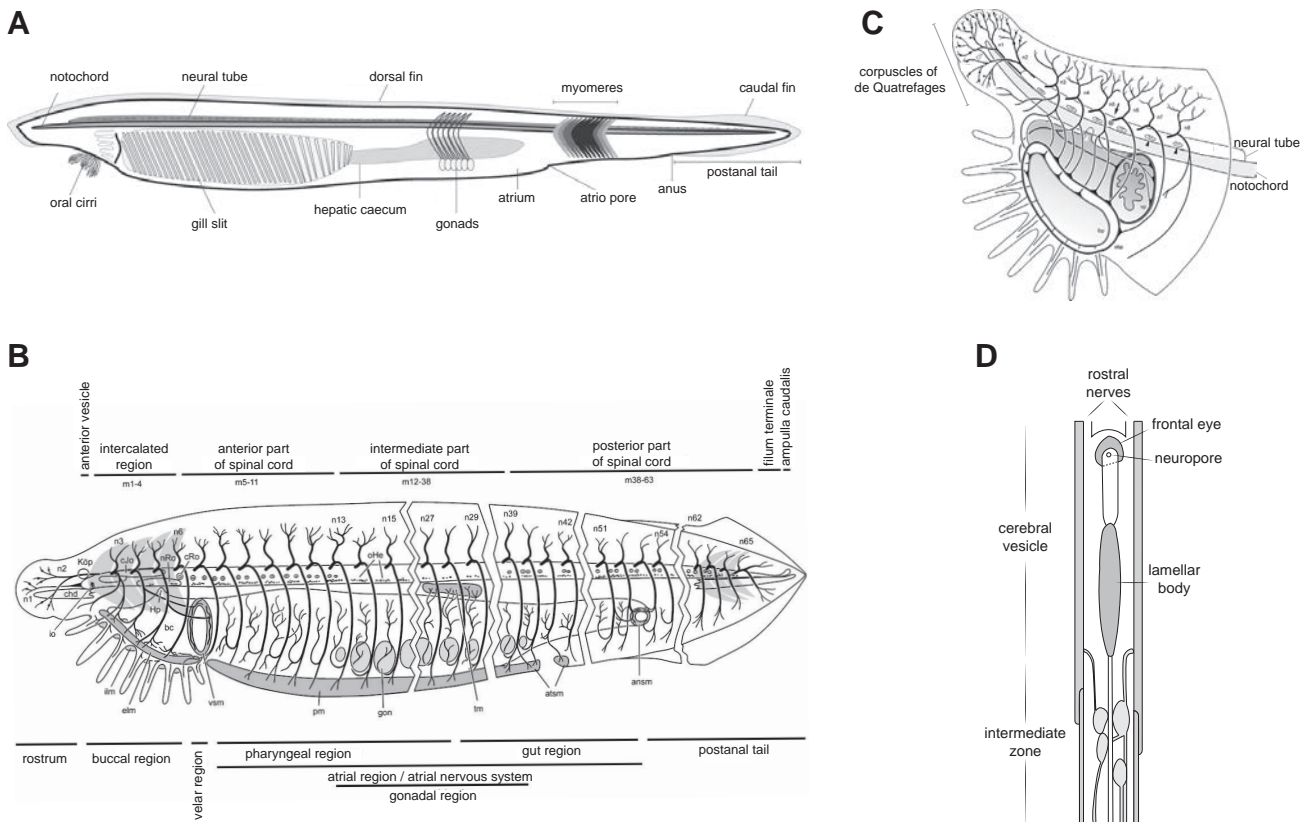 A
notochord
neural tube
dorsal fin
myomeres
caudal fin
oral cirri
gill slit
hepatic caecum
gonads
atrium
atrio pore
anus
postanal tail
C
corpuscles of
de Quatrefages
neural tube
notochord
B
anterior vesicle
intercalated
region
m1-4
anterior part
of spinal cord
m5-11
intermediate part
of spinal cord
m12-38
posterior part
of spinal cord
m38-63
filum terminale
ampulla caudalis
n1
n2
n3
n6
n13
n15
n27
n29
n39
n42
n51
n54
n62
n65
Köp
cJo
nRo
cRo
oHe
chd
Hp
io
bc
ilm
elm
vsm
pm
gon
tm
atsm
ansm
rostrum
buccal region
velar region
pharyngeal region
gut region
postanal tail
atrial region / atrial nervous system
gonadal region
D
rostral
nerves
frontal eye
neuropore
cerebral
vesicle
lamellar
body
intermediate
zone